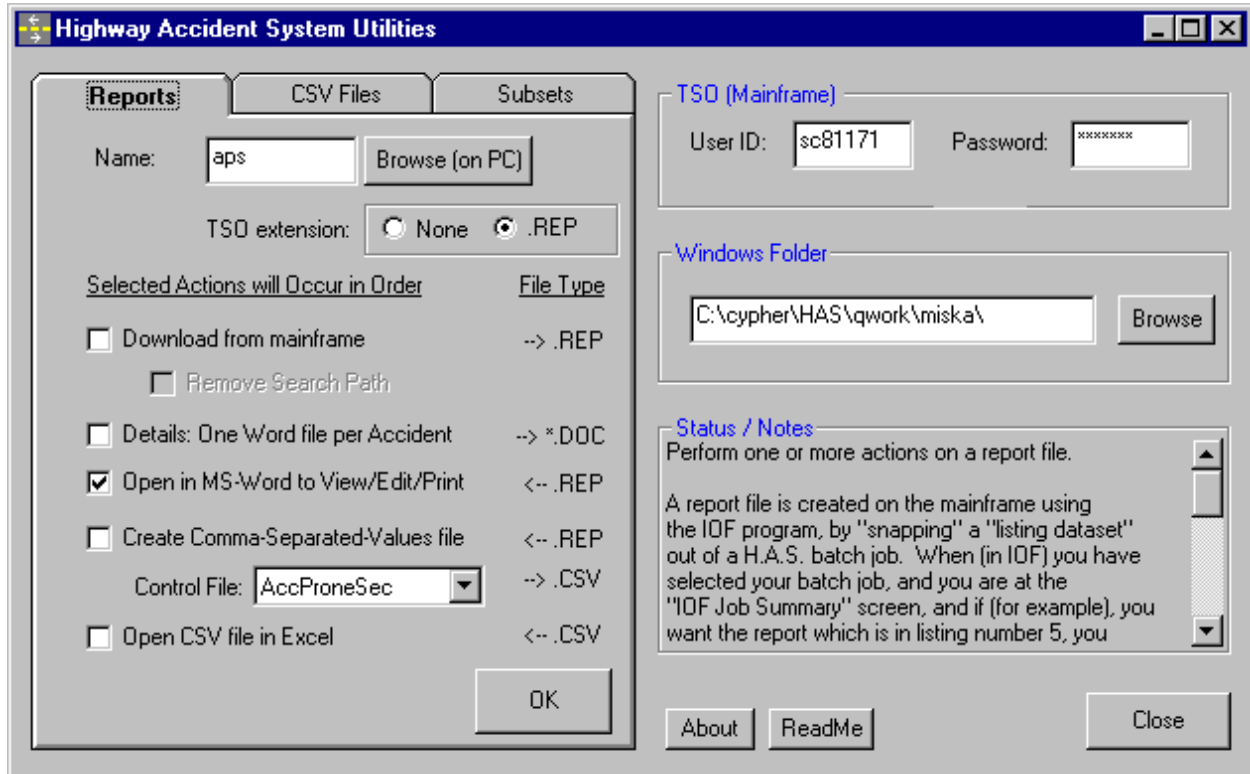 Highway Accident System Utilities
Reports CSV Files Subsets
Name: aps Browse (on PC)
TSO extension: None .REP
Selected Actions will Occur in Order File Type
Download from mainframe --> .REP
Remove Search Path
Details: One Word file per Accident --> *.DOC
Open in MS-Word to View/Edit/Print <-- .REP
Create Comma-Separated-Values file <-- .REP
Control File: AccProneSec --> .CSV
Open CSV file in Excel <-- .CSV
OK
TSO (Mainframe)
User ID: sc81171 Password: *******
Windows Folder
C:\cypher\HAS\qwork\miska\ Browse
Status / Notes
Perform one or more actions on a report file.
A report file is created on the mainframe using
the IOF program, by "snapping" a "listing dataset"
out of a H.A.S. batch job. When (in IOF) you have
selected your batch job, and you are at the
"IOF Job Summary" screen, and if (for example), you
want the report which is in listing number 5, you
About ReadMe Close